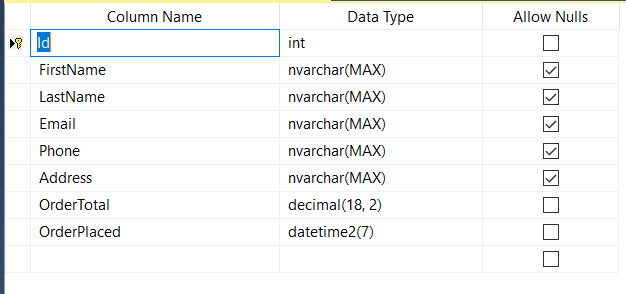 Column Name Data Type Allow Nulls
Id int
FirstName nvarchar(MAX)
LastName nvarchar(MAX)
Email nvarchar(MAX)
Phone nvarchar(MAX)
Address nvarchar(MAX)
OrderTotal decimal(18, 2)
OrderPlaced datetime2(7)